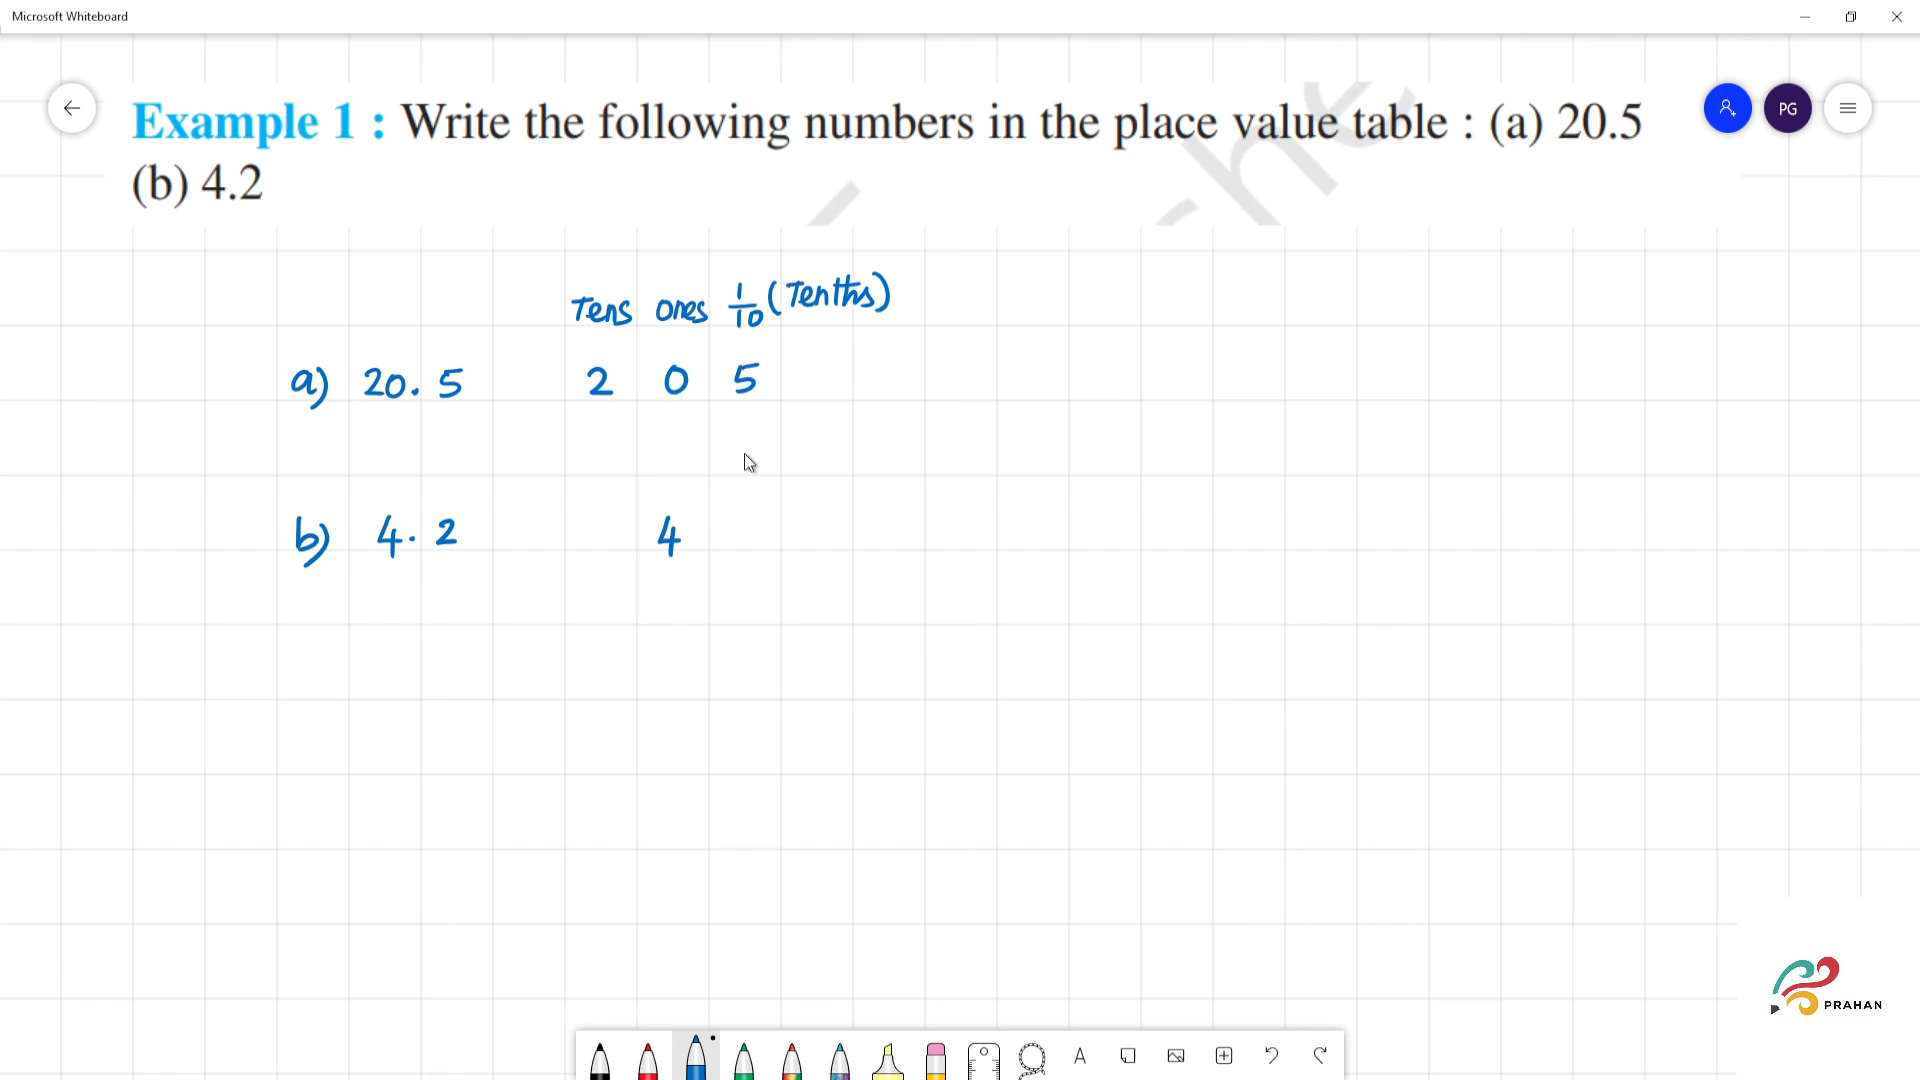 Microsoft Whiteboard
Example 1 : Write the following numbers in the place value table : (a) 20.5
PG
(b) 4.2
Tens ones 1/10 (Tenths)
a) 20.5 2 0 5
b) 4.2 4
PRAHAN
A